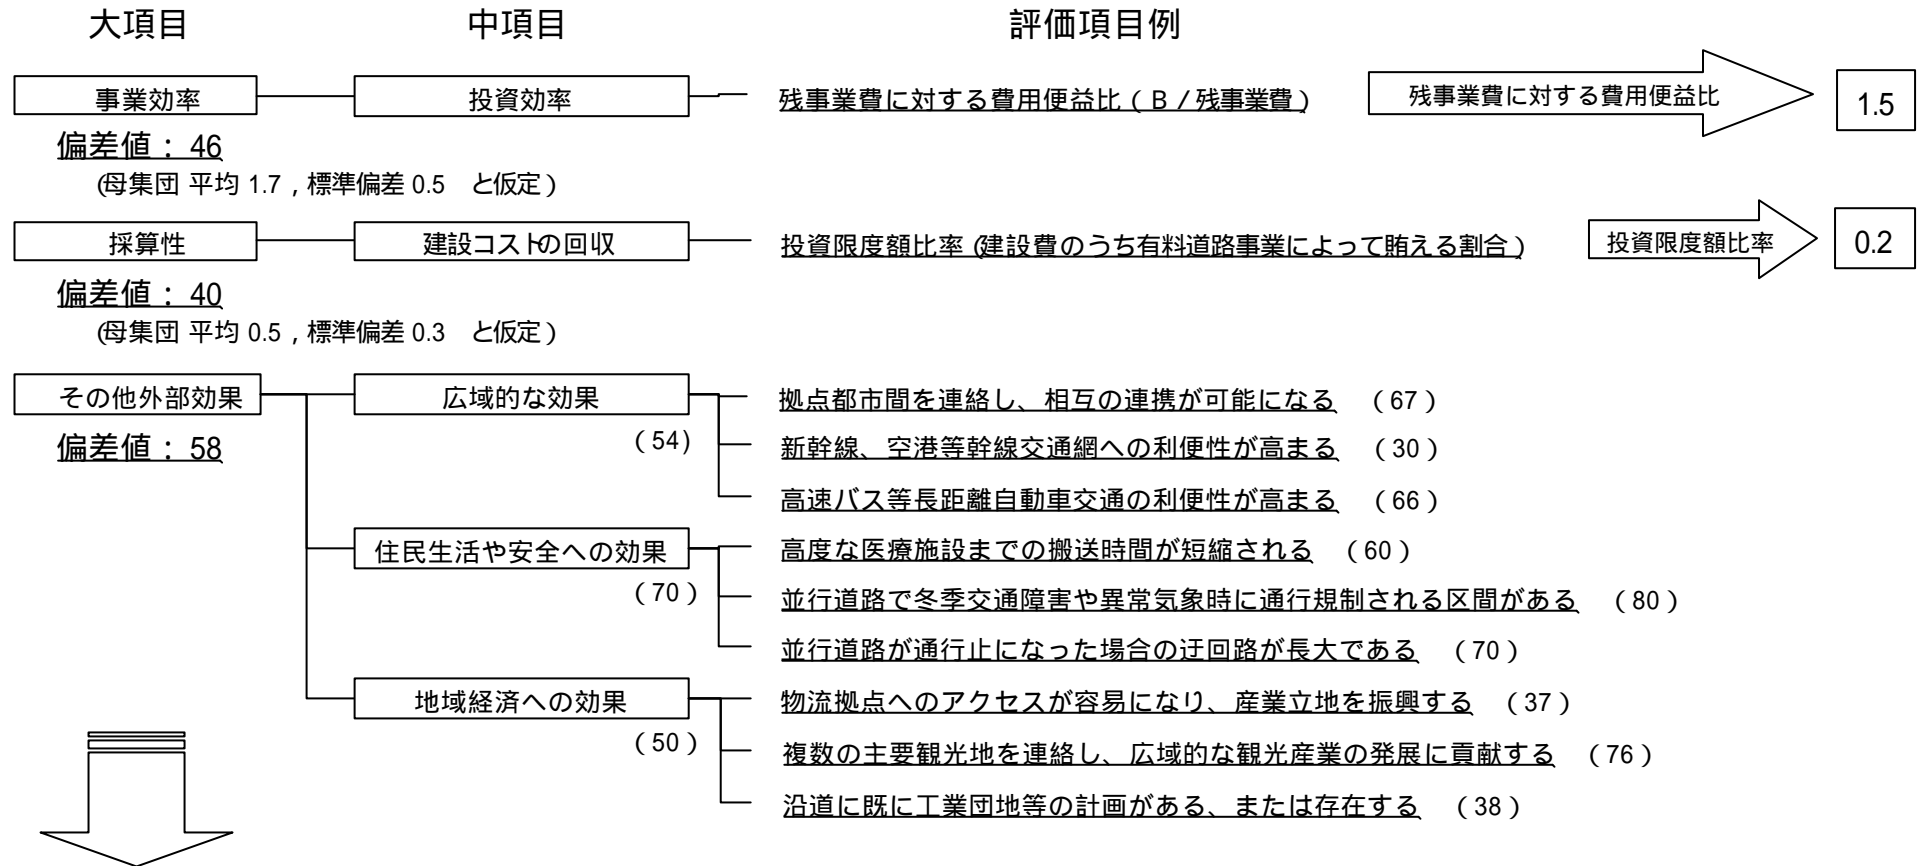 大項目　中項目　評価項目例
事業効率　投資効率　残事業費に対する費用便益比（B/残事業費）　残事業費に対する費用便益比　1.5
偏差値：46
(母集団 平均 1.7 , 標準偏差 0.5　と仮定)
採算性　建設コストの回収　投資限度額比率(建設費のうち有料道路事業によって賄える割合)　投資限度額比率　0.2
偏差値：40
(母集団 平均 0.5 , 標準偏差 0.3　と仮定)
その他外部効果　広域的な効果　拠点都市間を連絡し、相互の連携が可能になる　(67)
偏差値：58　(54)　新幹線、空港等幹線交通網への利便性が高まる　(30)
高速バス等長距離自動車交通の利便性が高まる　(66)
住民生活や安全への効果　高度な医療施設までの搬送時間が短縮される　(60)
(70)　並行道路で冬季交通障害や異常気象時に通行規制される区間がある　(80)
並行道路が通行止になった場合の迂回路が長大である　(70)
地域経済への効果　物流拠点へのアクセスが容易になり、産業立地を振興する　(37)
(50)　複数の主要観光地を連絡し、広域的な観光産業の発展に貢献する　(76)
沿道に既に工業団地等の計画がある、または存在する　(38)